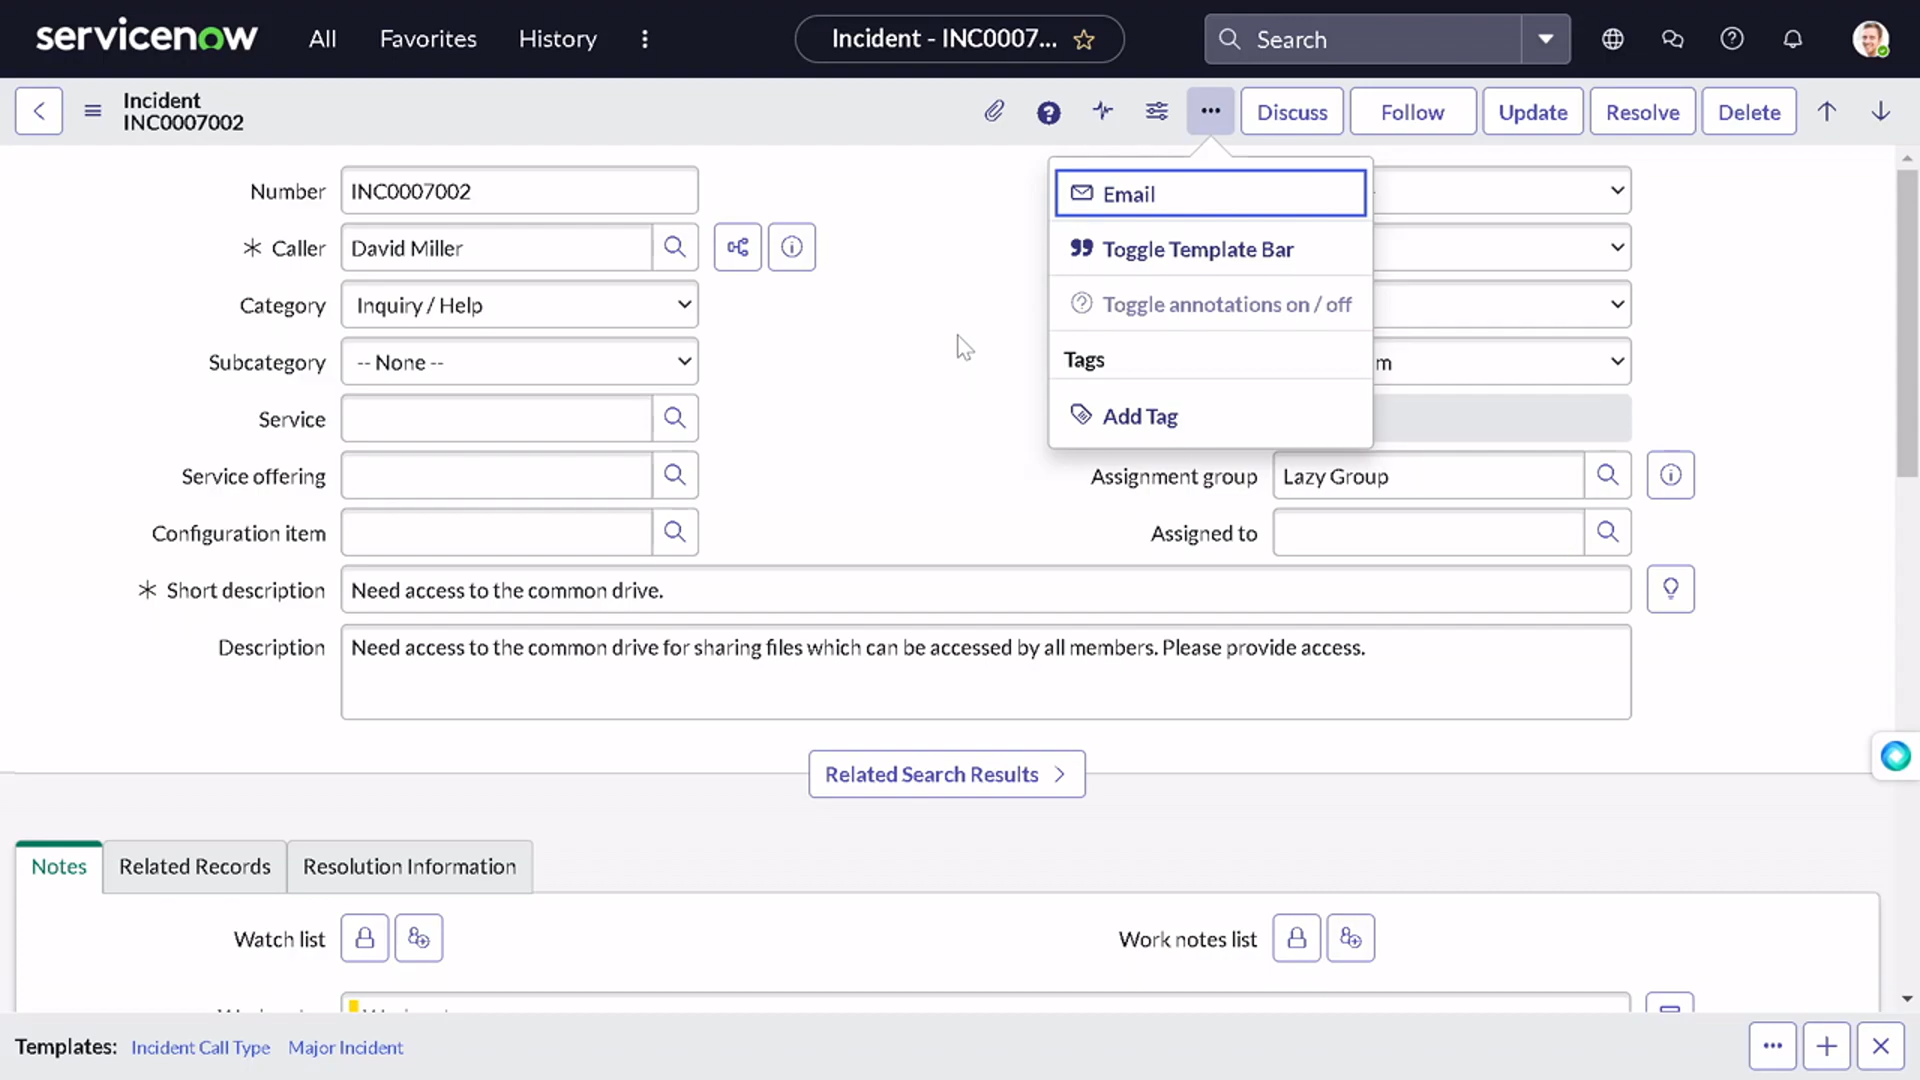 servicenow All Favorites History Incident - INC0007... Search
Incident
INC0007002
Discuss Follow Update Resolve Delete
Number INC0007002
Email
Caller David Miller
Toggle Template Bar
Category Inquiry / Help
Toggle annotations on / off
Subcategory -- None --
Tags
m
Service
Add Tag
Service offering
Assignment group Lazy Group
Configuration item
Assigned to
Short description Need access to the common drive.
Description Need access to the common drive for sharing files which can be accessed by all members. Please provide access.
Related Search Results
Notes Related Records Resolution Information
Watch list Work notes list
Templates: Incident Call Type Major Incident